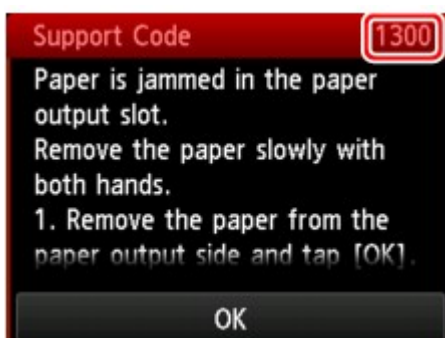 Support Code 1300
Paper is jammed in the paper
output slot.
Remove the paper slowly with
both hands.
1. Remove the paper from the
paper output side and tap [OK].
OK